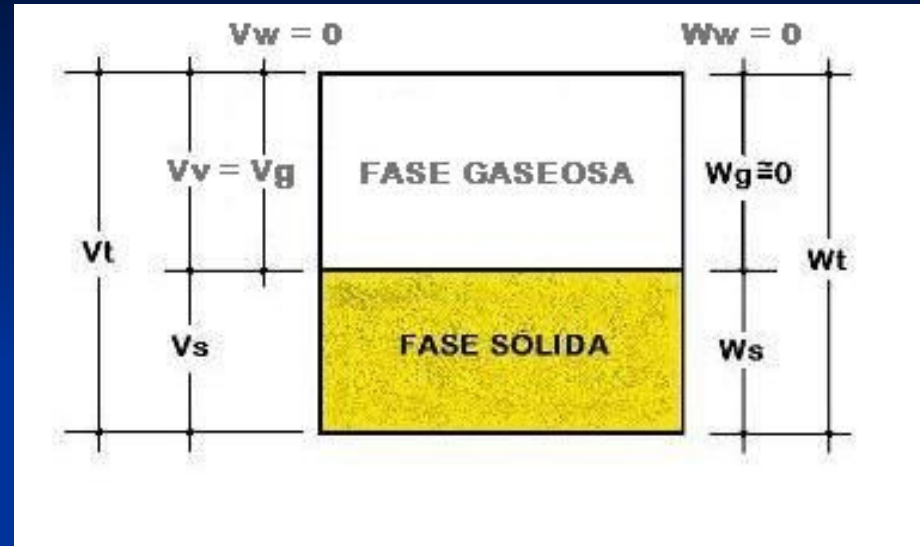 Vw = 0 Ww = 0
Vv = Vg FASE GASEOSA Wg≅0
Vt Wt
Vs FASE SÓLIDA Ws